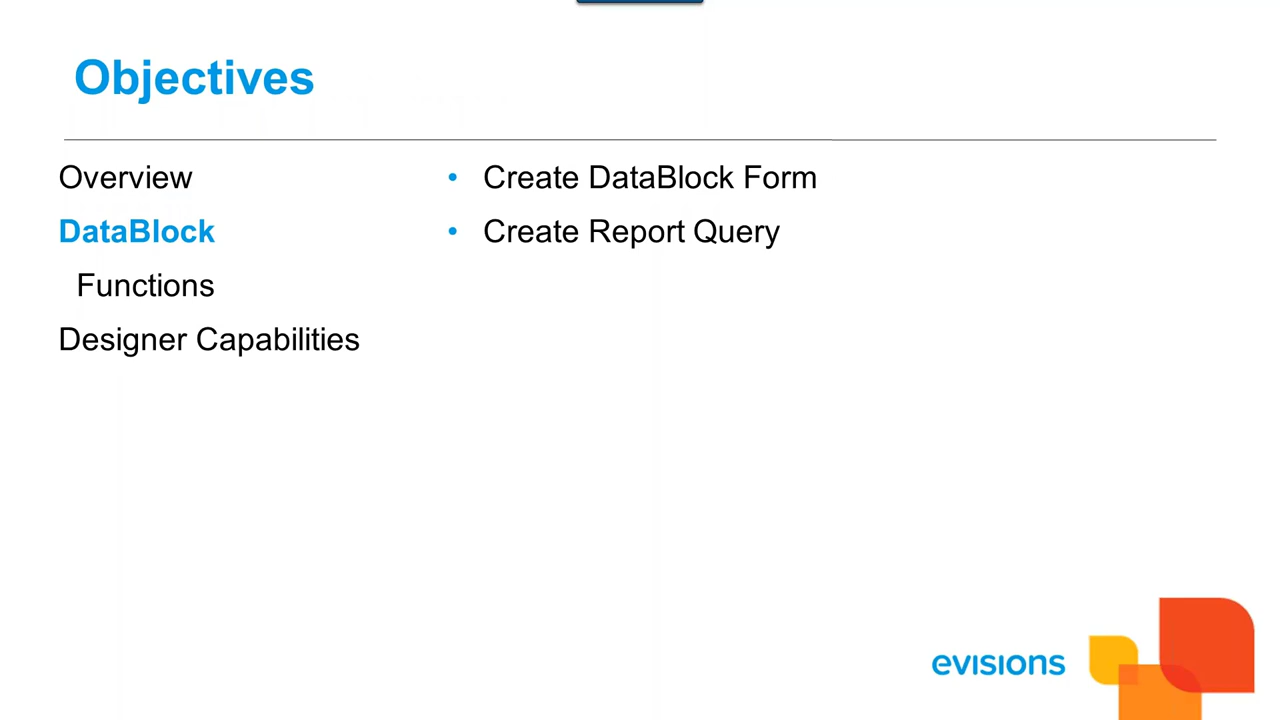 Objectives
Overview
DataBlock
Functions
Designer Capabilities
• Create DataBlock Form
• Create Report Query
evisions